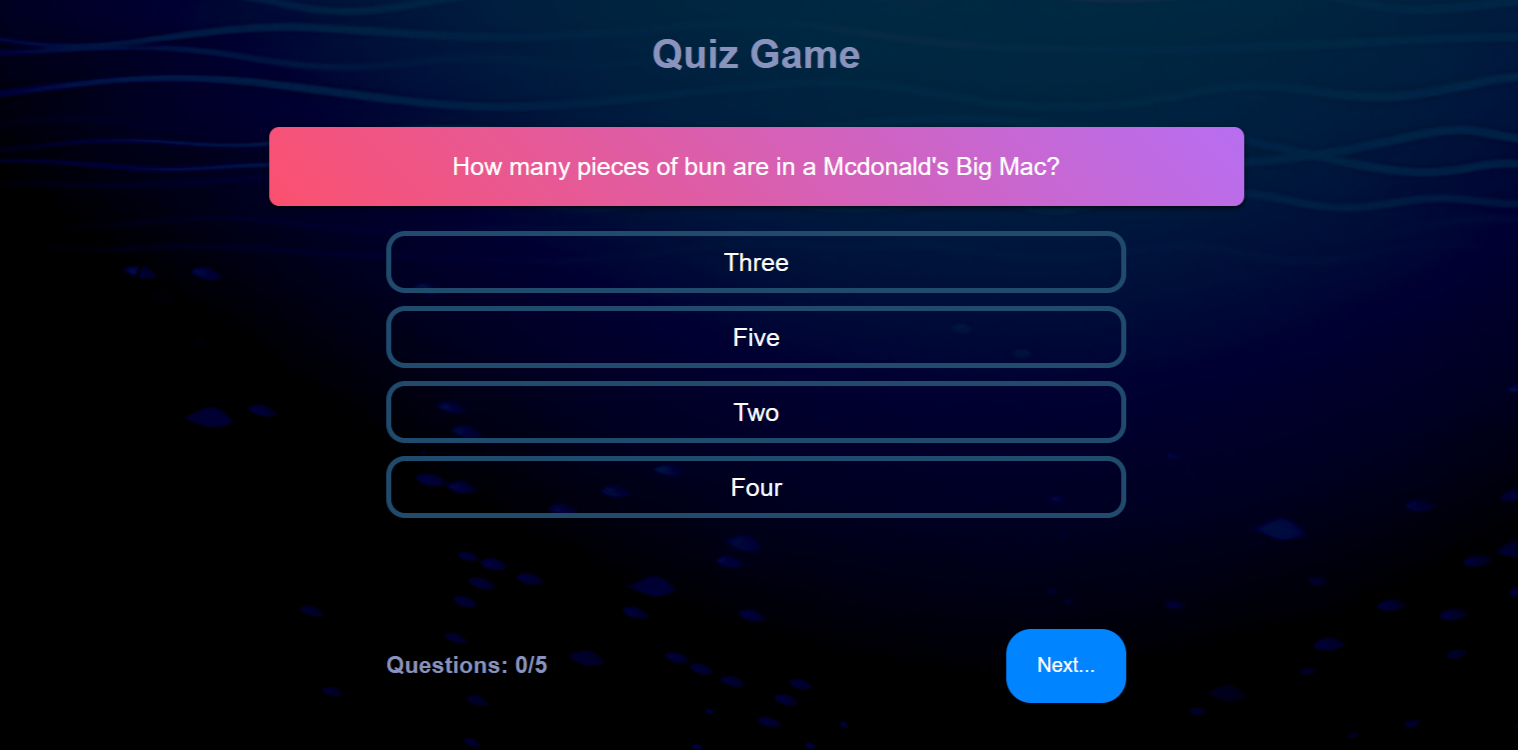 Quiz Game
How many pieces of bun are in a Mcdonald's Big Mac?
Three
Five
Two
Four
Questions: 0/5
Next...